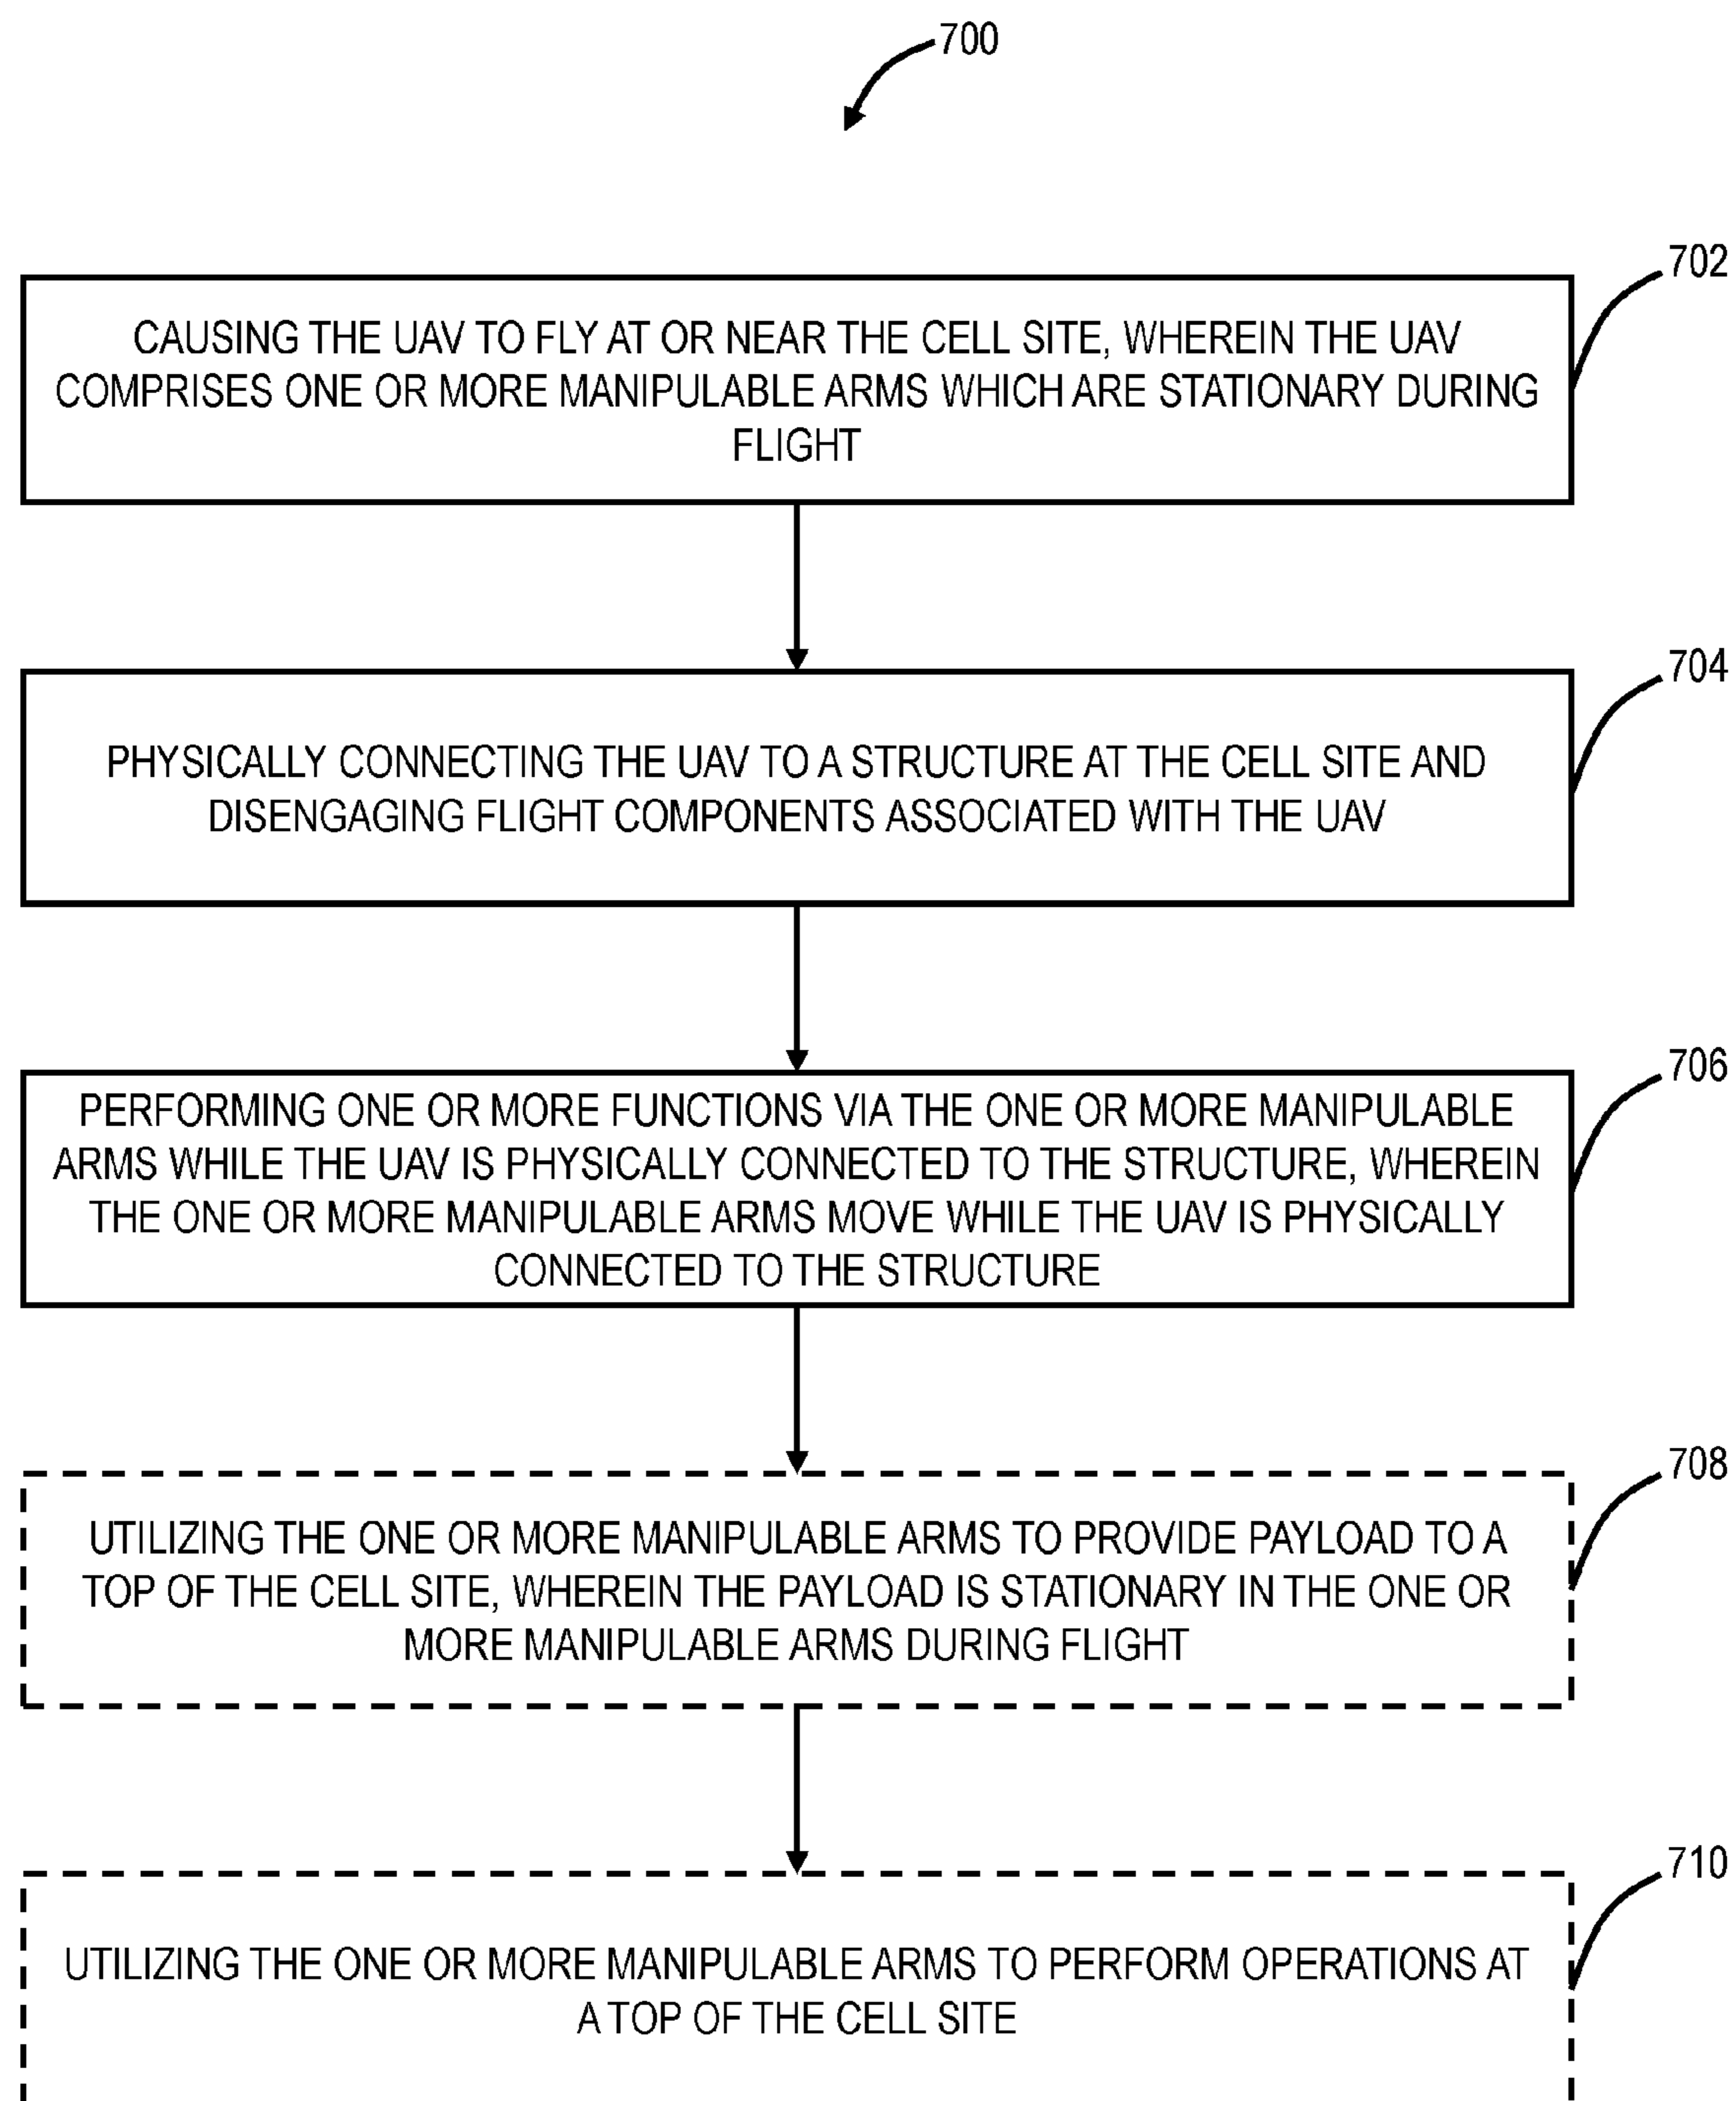 700
702
CAUSING THE UAV TO FLY AT OR NEAR THE CELL SITE, WHEREIN THE UAV
COMPRISES ONE OR MORE MANIPULABLE ARMS WHICH ARE STATIONARY DURING
FLIGHT
704
PHYSICALLY CONNECTING THE UAV TO A STRUCTURE AT THE CELL SITE AND
DISENGAGING FLIGHT COMPONENTS ASSOCIATED WITH THE UAV
706
PERFORMING ONE OR MORE FUNCTIONS VIA THE ONE OR MORE MANIPULABLE
ARMS WHILE THE UAV IS PHYSICALLY CONNECTED TO THE STRUCTURE, WHEREIN
THE ONE OR MORE MANIPULABLE ARMS MOVE WHILE THE UAV IS PHYSICALLY
CONNECTED TO THE STRUCTURE
708
UTILIZING THE ONE OR MORE MANIPULABLE ARMS TO PROVIDE PAYLOAD TO A
TOP OF THE CELL SITE, WHEREIN THE PAYLOAD IS STATIONARY IN THE ONE OR
MORE MANIPULABLE ARMS DURING FLIGHT
710
UTILIZING THE ONE OR MORE MANIPULABLE ARMS TO PERFORM OPERATIONS AT
A TOP OF THE CELL SITE